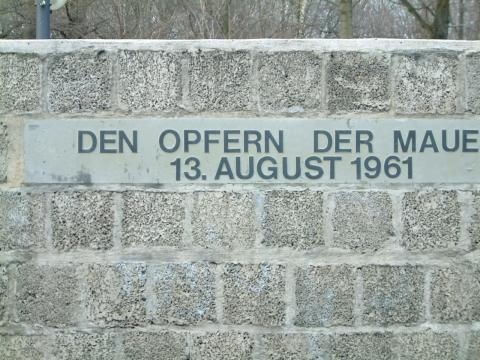 DEN OPFERN DER MAUE
13. AUGUST 1961